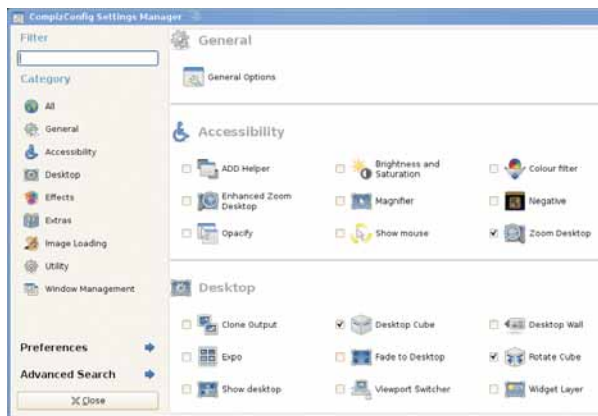 CompizConfig Settings Manager
Filter
Category
All
General
Accessibility
Desktop
Effects
Extras
Image Loading
Utility
Window Management
Preferences
Advanced Search
Close
General
General Options
Accessibility
ADD Helper
Brightness and
Saturation
Colour filter
Enhanced Zoom
Desktop
Magnifier
Negative
Opacify
Show mouse
Zoom Desktop
Desktop
Clone Output
Desktop Cube
Desktop Wall
Expo
Fade to Desktop
Rotate Cube
Show desktop
Viewport Switcher
Widget Layer